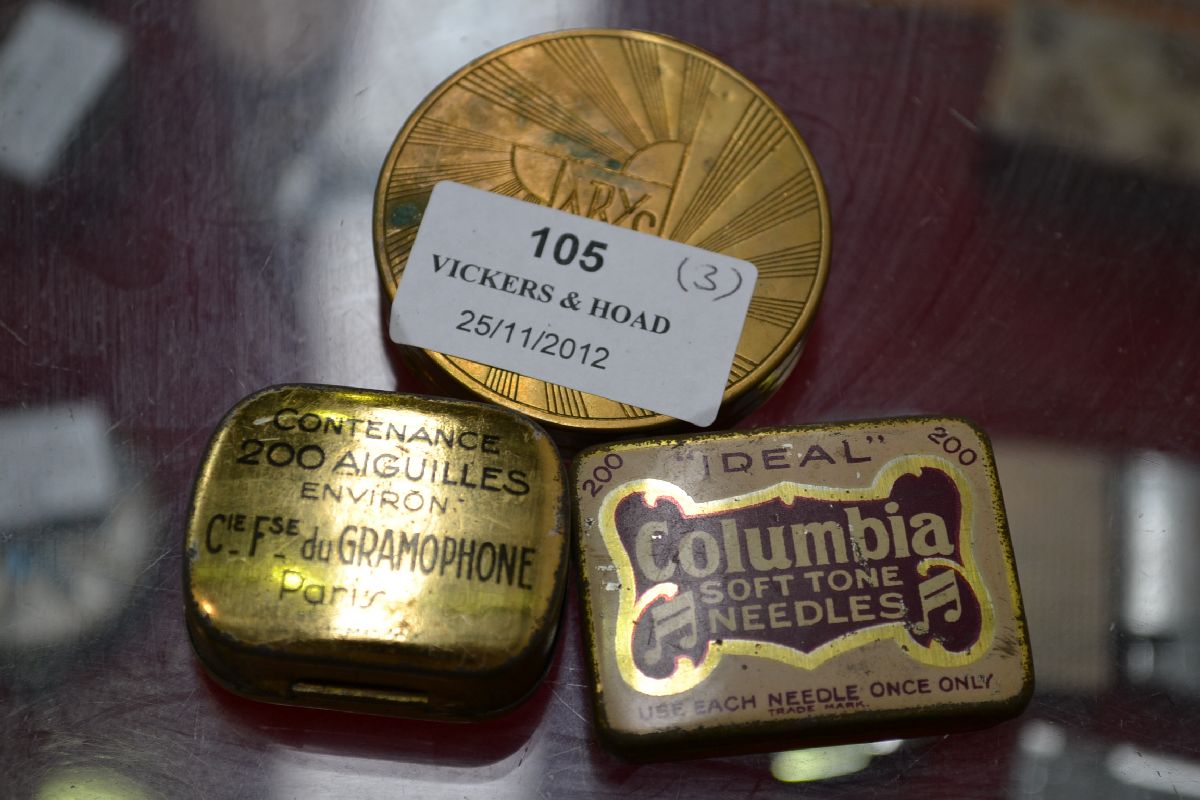 TARYS
105
(3)
VICKERS & HOAD
25/11/2012
CONTENANCE
200 AIGUILLES
ENVIRON
CIE FSE du GRAMOPHONE
Paris
200 "IDEAL" 200
Columbia
SOFT TONE
NEEDLES
USE EACH NEEDLE ONCE ONLY
TRADE MARK.